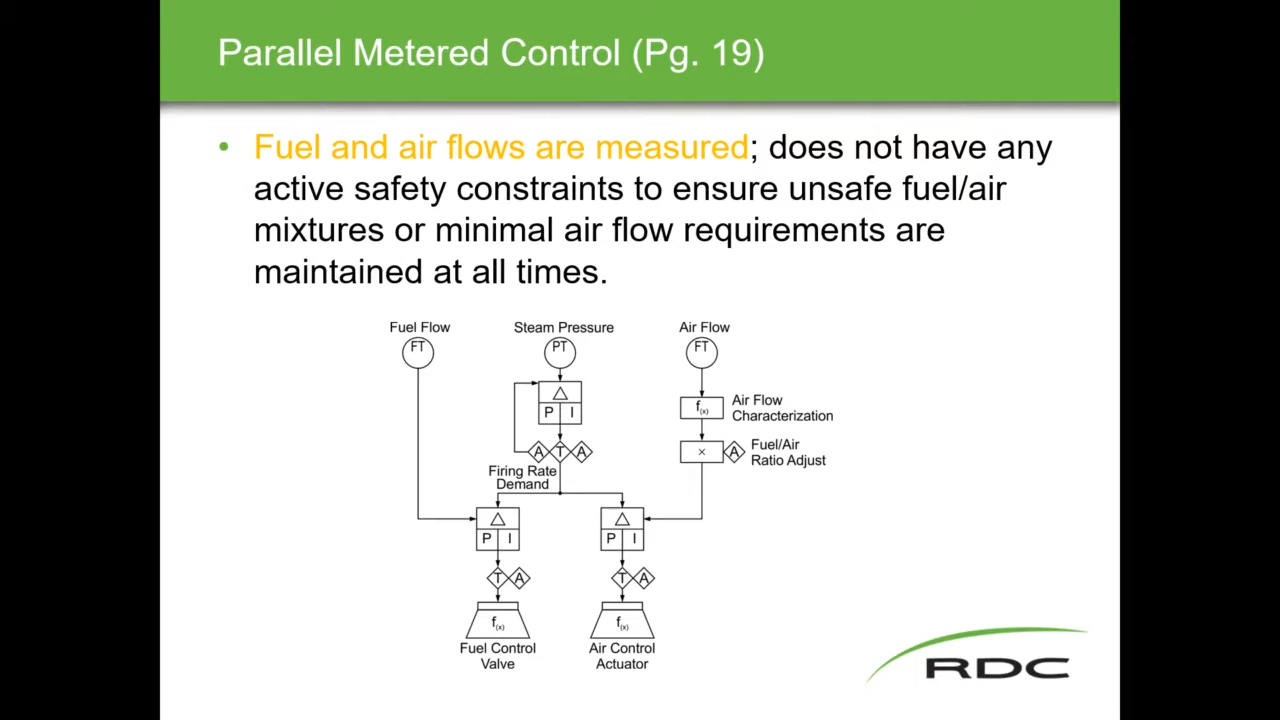 Parallel Metered Control (Pg. 19)
• Fuel and air flows are measured; does not have any
active safety constraints to ensure unsafe fuel/air
mixtures or minimal air flow requirements are
maintained at all times.
Fuel Flow Steam Pressure Air Flow
FT PT FT
△
P I
f(x) Air Flow
Characterization
A T A
× A Fuel/Air
Ratio Adjust
Firing Rate
Demand
△ △
P I P I
T A T A
f(x) f(x)
Fuel Control
Valve
Air Control
Actuator
RDC